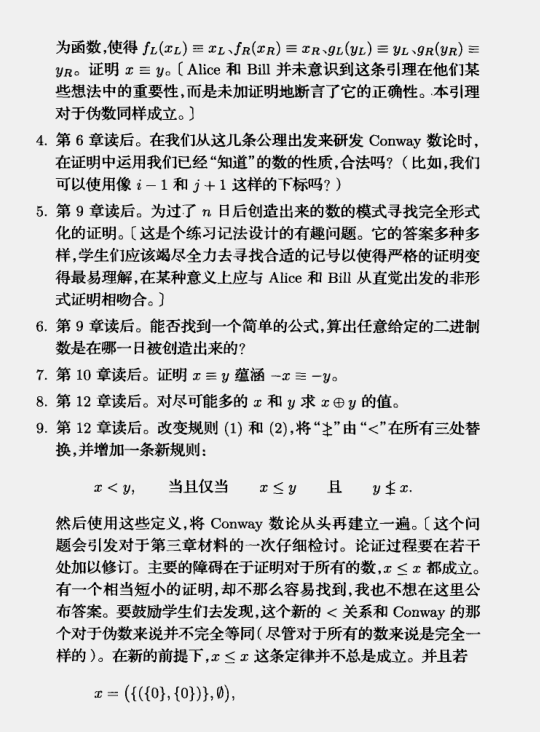 为函数,使得 f_L(x_L) ≡ x_L、f_R(x_R) ≡ x_R、g_L(y_L) ≡ y_L、g_R(y_R) ≡
y_R。证明 x ≡ y。〔Alice 和 Bill 并未意识到这条引理在他们某
些想法中的重要性,而是未加证明地断言了它的正确性。本引理
对于伪数同样成立。〕
4. 第 6 章读后。在我们从这几条公理出发来研发 Conway 数论时,
在证明中运用我们已经“知道”的数的性质,合法吗?(比如,我们
可以使用像 i − 1 和 j + 1 这样的下标吗?)
5. 第 9 章读后。为过了 n 日后创造出来的数的模式寻找完全形式
化的证明。〔这是个练习记法设计的有趣问题。它的答案多种多
样,学生们应该竭尽全力去寻找合适的记号以使得严格的证明变
得最易理解,在某种意义上应与 Alice 和 Bill 从直觉出发的非形
式证明相吻合。〕
6. 第 9 章读后。能否找到一个简单的公式,算出任意给定的二进制
数是在哪一日被创造出来的?
7. 第 10 章读后。证明 x ≡ y 蕴涵 −x ≡ −y。
8. 第 12 章读后。对尽可能多的 x 和 y 求 x ⊕ y 的值。
9. 第 12 章读后。改变规则 (1) 和 (2),将“≱”由“<”在所有三处替
换,并增加一条新规则:
x < y, 当且仅当 x ≤ y 且 y ≰ x.
然后使用这些定义,将 Conway 数论从头再建立一遍。〔这个问
题会引发对于第三章材料的一次仔细检讨。论证过程要在若干
处加以修订。主要的障碍在于证明对于所有的数,x ≤ x 都成立。
有一个相当短小的证明,却不那么容易找到,我也不想在这里公
布答案。要鼓励学生们去发现,这个新的 < 关系和 Conway 的那
个对于伪数来说并不完全等同(尽管对于所有的数来说是完全一
样的)。在新的前提下,x ≤ x 这条定律并不总是成立。并且若
x = ({({0}, {0})}, ∅),